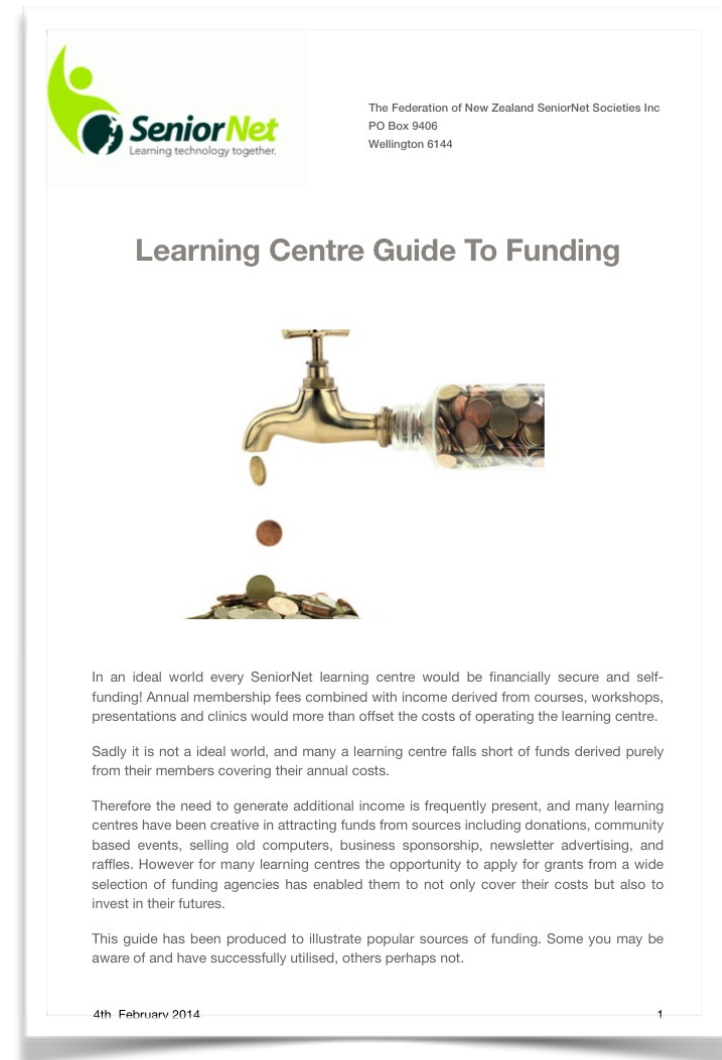 SeniorNet
Learning technology together.
The Federation of New Zealand SeniorNet Societies Inc
PO Box 9406
Wellington 6144
Learning Centre Guide To Funding
In an ideal world every SeniorNet learning centre would be financially secure and self-
funding! Annual membership fees combined with income derived from courses, workshops,
presentations and clinics would more than offset the costs of operating the learning centre.
Sadly it is not a ideal world, and many a learning centre falls short of funds derived purely
from their members covering their annual costs.
Therefore the need to generate additional income is frequently present, and many learning
centres have been creative in attracting funds from sources including donations, community
based events, selling old computers, business sponsorship, newsletter advertising, and
raffles. However for many learning centres the opportunity to apply for grants from a wide
selection of funding agencies has enabled them to not only cover their costs but also to
invest in their futures.
This guide has been produced to illustrate popular sources of funding. Some you may be
aware of and have successfully utilised, others perhaps not.
4th February 2014 1